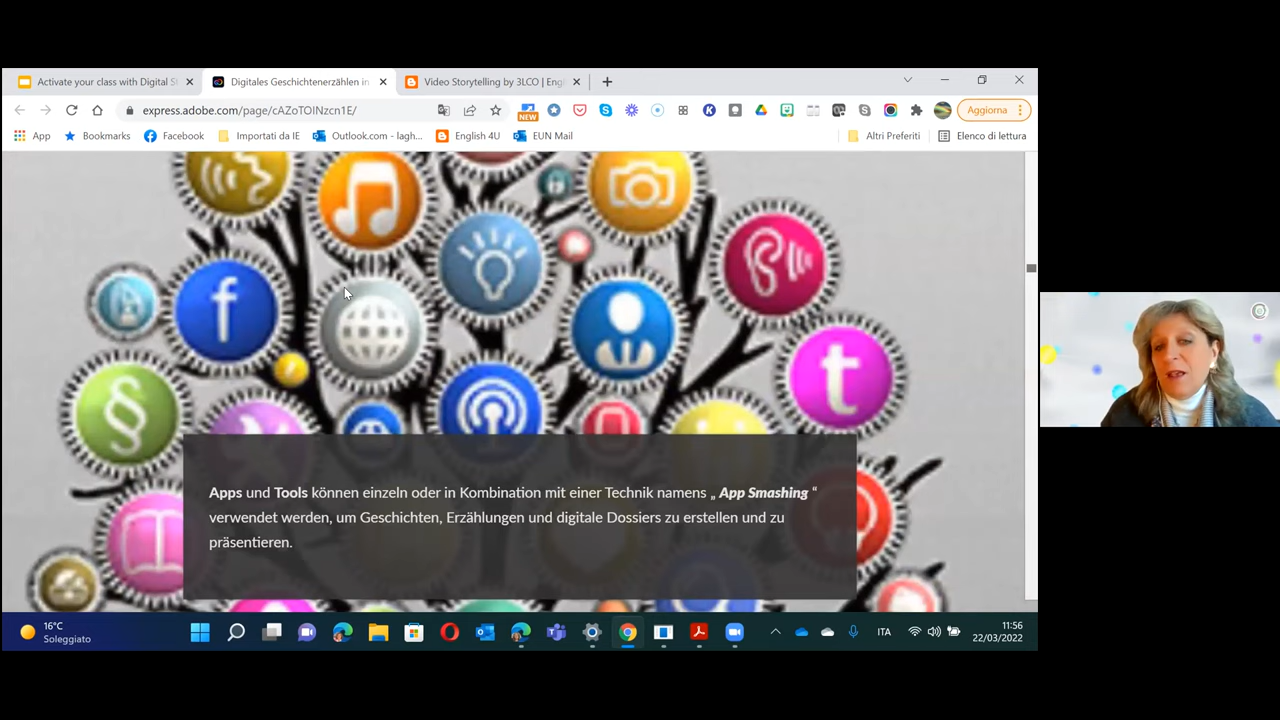 Activate your class with Digital S
Digitales Geschichtenerzählen in
Video Storytelling by 3LCO | Eng
express.adobe.com/page/cAZoTOINzcn1E/
NEW
Aggiorna
App
Bookmarks
Facebook
Importati da IE
Outlook.com - lagh...
English 4U
EUN Mail
Altri Preferiti
Elenco di lettura
f
§
t
Apps und Tools können einzeln oder in Kombination mit einer Technik namens „ App Smashing “
verwendet werden, um Geschichten, Erzählungen und digitale Dossiers zu erstellen und zu
präsentieren.
16°C
Soleggiato
ITA
11:56
22/03/2022